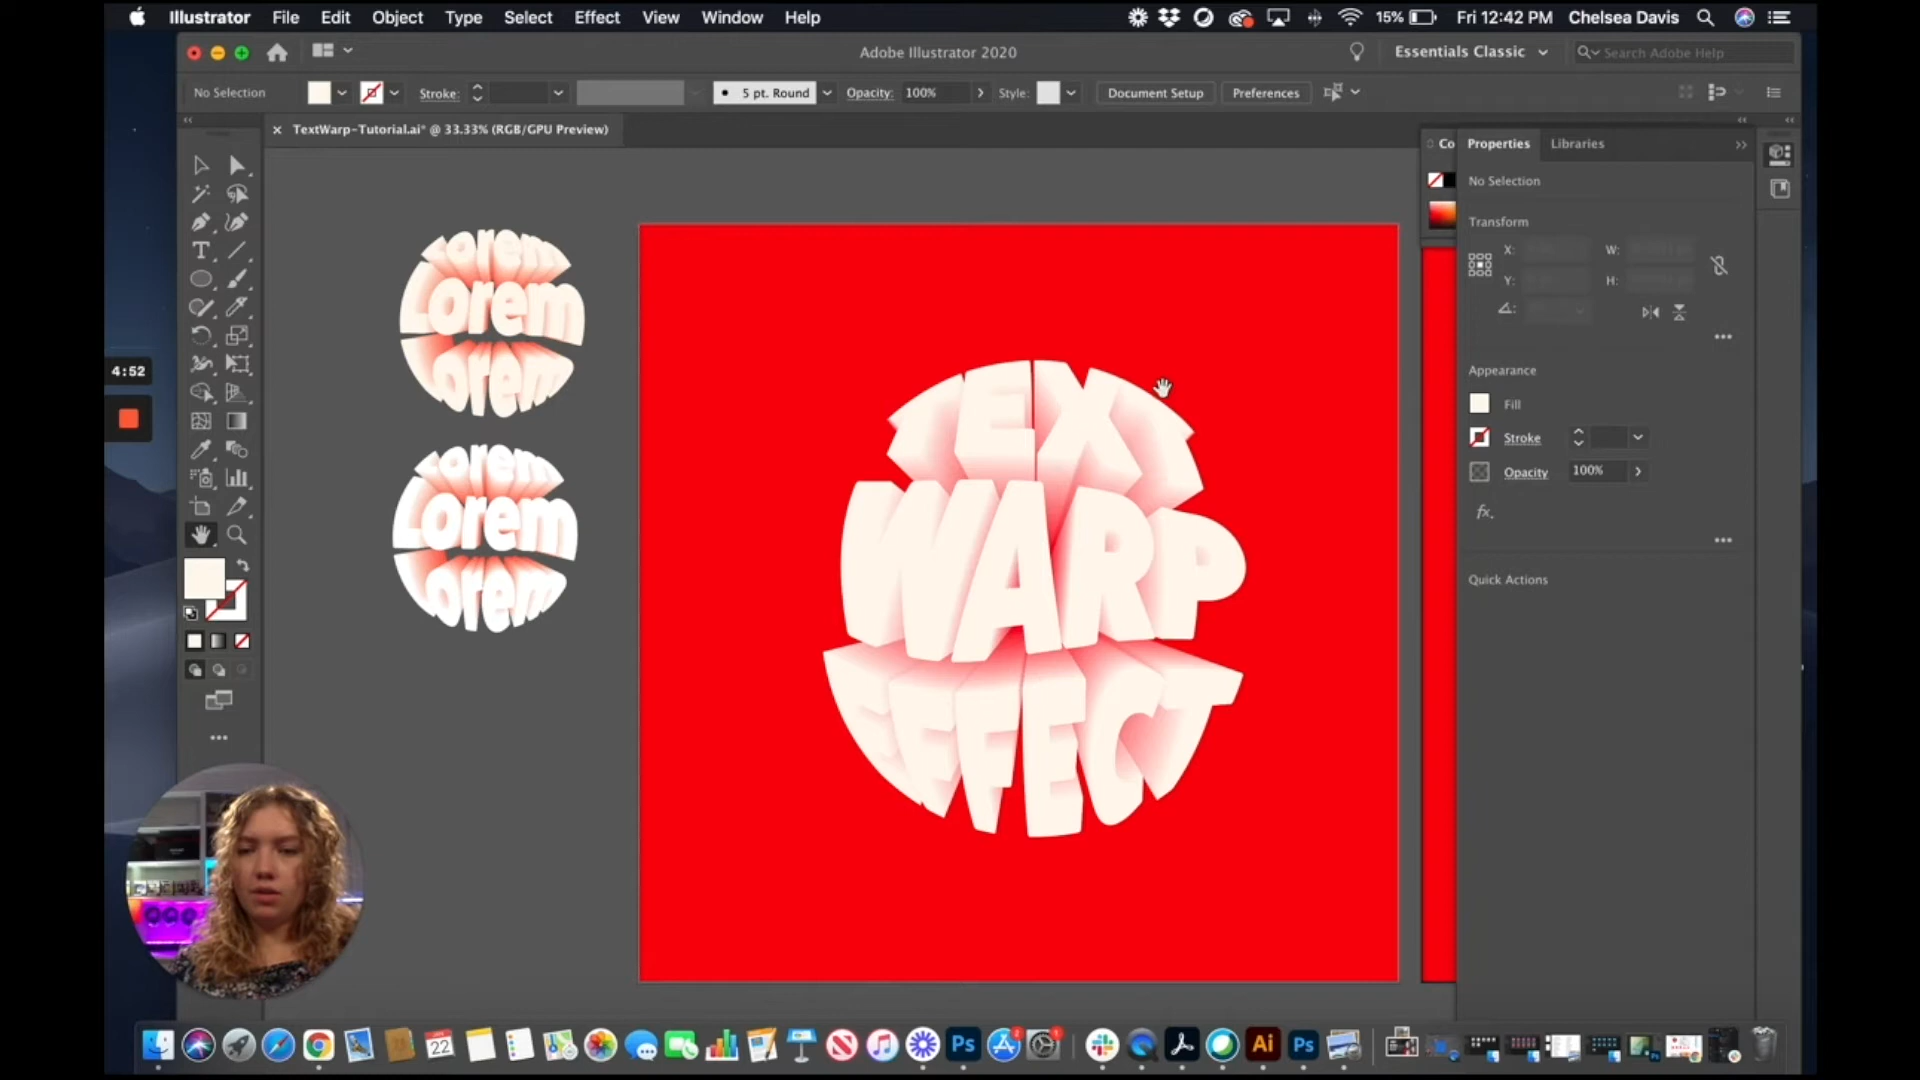 Illustrator File Edit Object Type Select Effect View Window Help 15% Fri 12:42 PM Chelsea Davis
Adobe Illustrator 2020 Essentials Classic Search Adobe Help
No Selection Stroke: 5 pt. Round Opacity: 100% Style: Document Setup Preferences
TextWarp-Tutorial.ai* @ 33.33% (RGB/GPU Preview)
Co Properties Libraries
No Selection
Transform
X: W:
Y: H:
4:52
Appearance
Fill
Stroke
Opacity 100%
fx.
Quick Actions
Lorem
Lorem
Lorem
Lorem
Lorem
Lorem
TEXT
WARP
EFFECT
22 Ps Ai Ps